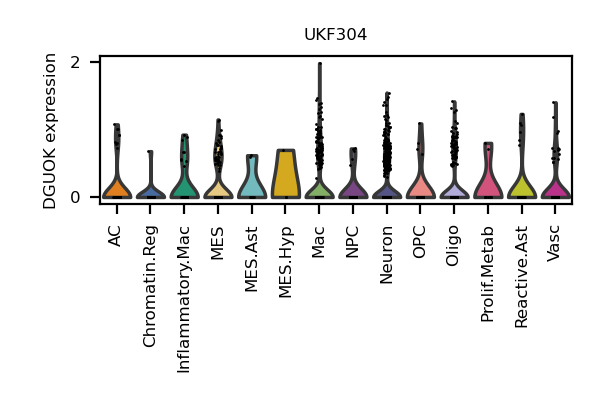 UKF304
DGUOK expression
2
0
AC
Chromatin.Reg
Inflammatory.Mac
MES
MES.Ast
MES.Hyp
Mac
NPC
Neuron
OPC
Oligo
Prolif.Metab
Reactive.Ast
Vasc